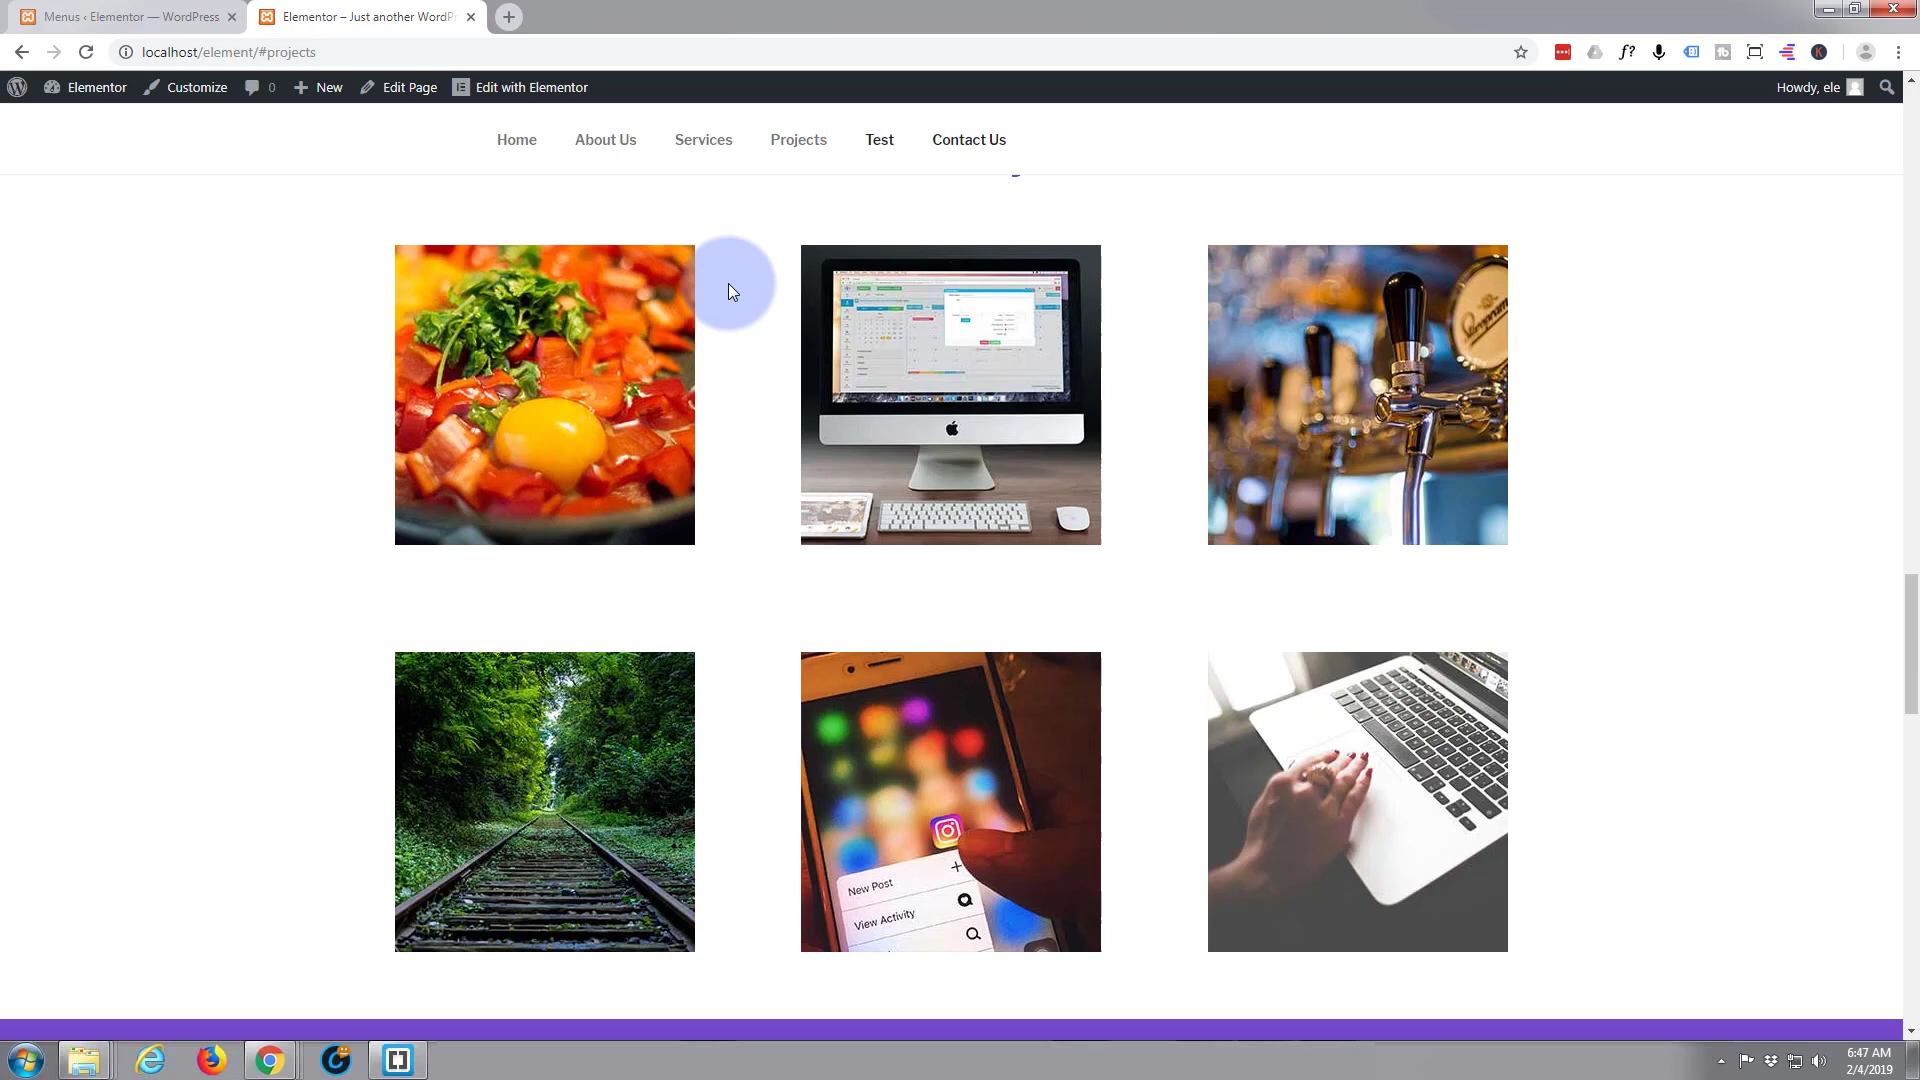 Menus ‹ Elementor — WordPress
Elementor – Just another WordP
localhost/element/#projects
Elementor
Customize
0
New
Edit Page
Edit with Elementor
Howdy, ele
Home
About Us
Services
Projects
Test
Contact Us
New Post
View Activity
6:47 AM
2/4/2019